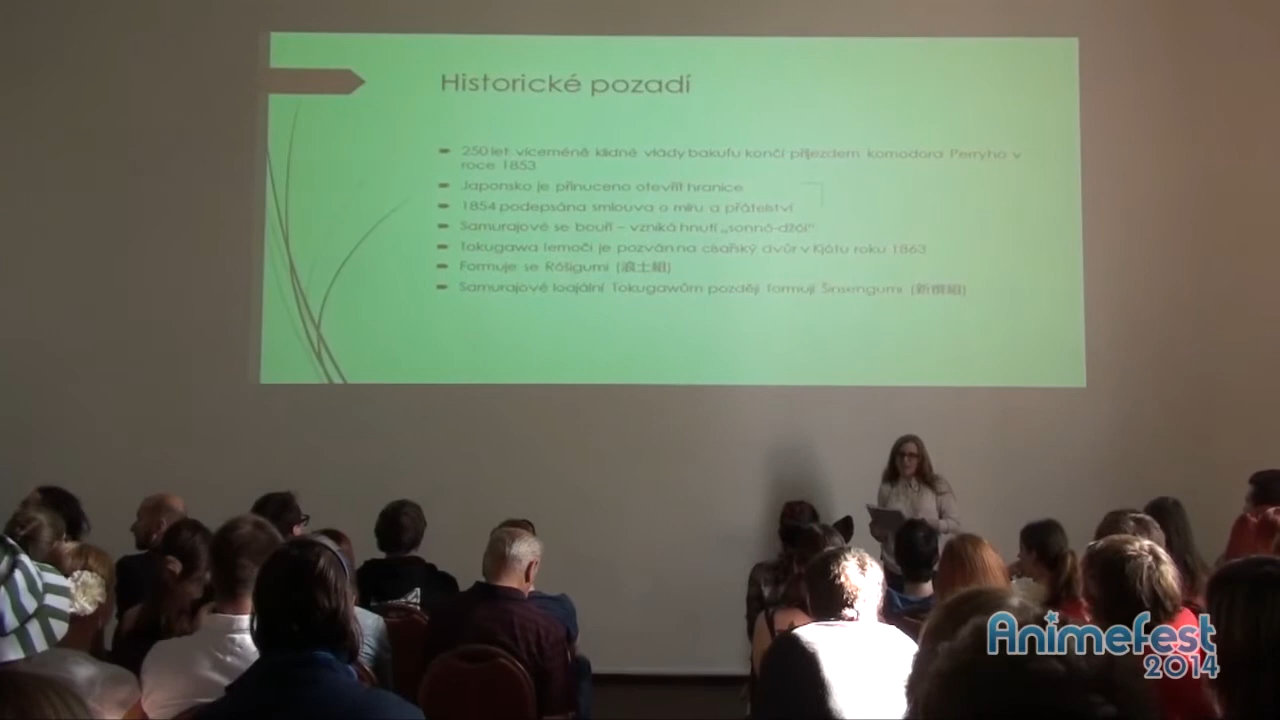 Historické pozadí
250 let víceméně klidné vlády bakufu končí příjezdem komodora Perryho v
roce 1853
Japonsko je přinuceno otevřít hranice
1854 podepsána smlouva o míru a přátelství
Samurajové se bouří – vzniká hnutí „sonnó-džói“
Tokugawa Iemoči je pozván na císařský dvůr v Kjótu roku 1863
Formuje se Róšigumi (浪士組)
Samurajové loajální Tokugawům později formují Šinsengumi (新撰組)
Animefest
2014